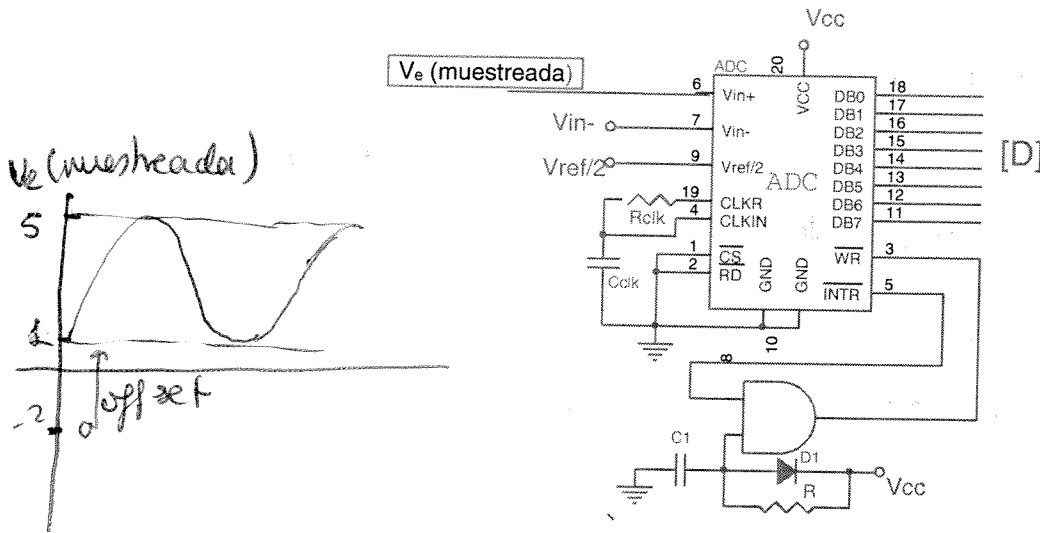 Ve (muestreada)
5
1
-2
offset
Ve (muestreada)
Vcc
ADC
20
VCC
6
Vin+
Vin-
7
Vin-
Vref/2
9
Vref/2
ADC
19
CLKR
Rclk
4
CLKIN
1
CS
2
RD
Cclk
GND
GND
8
10
DB0
18
DB1
17
DB2
16
DB3
15
DB4
14
DB5
13
DB6
12
DB7
11
[D]
WR
3
INTR
5
C1
D1
R
Vcc